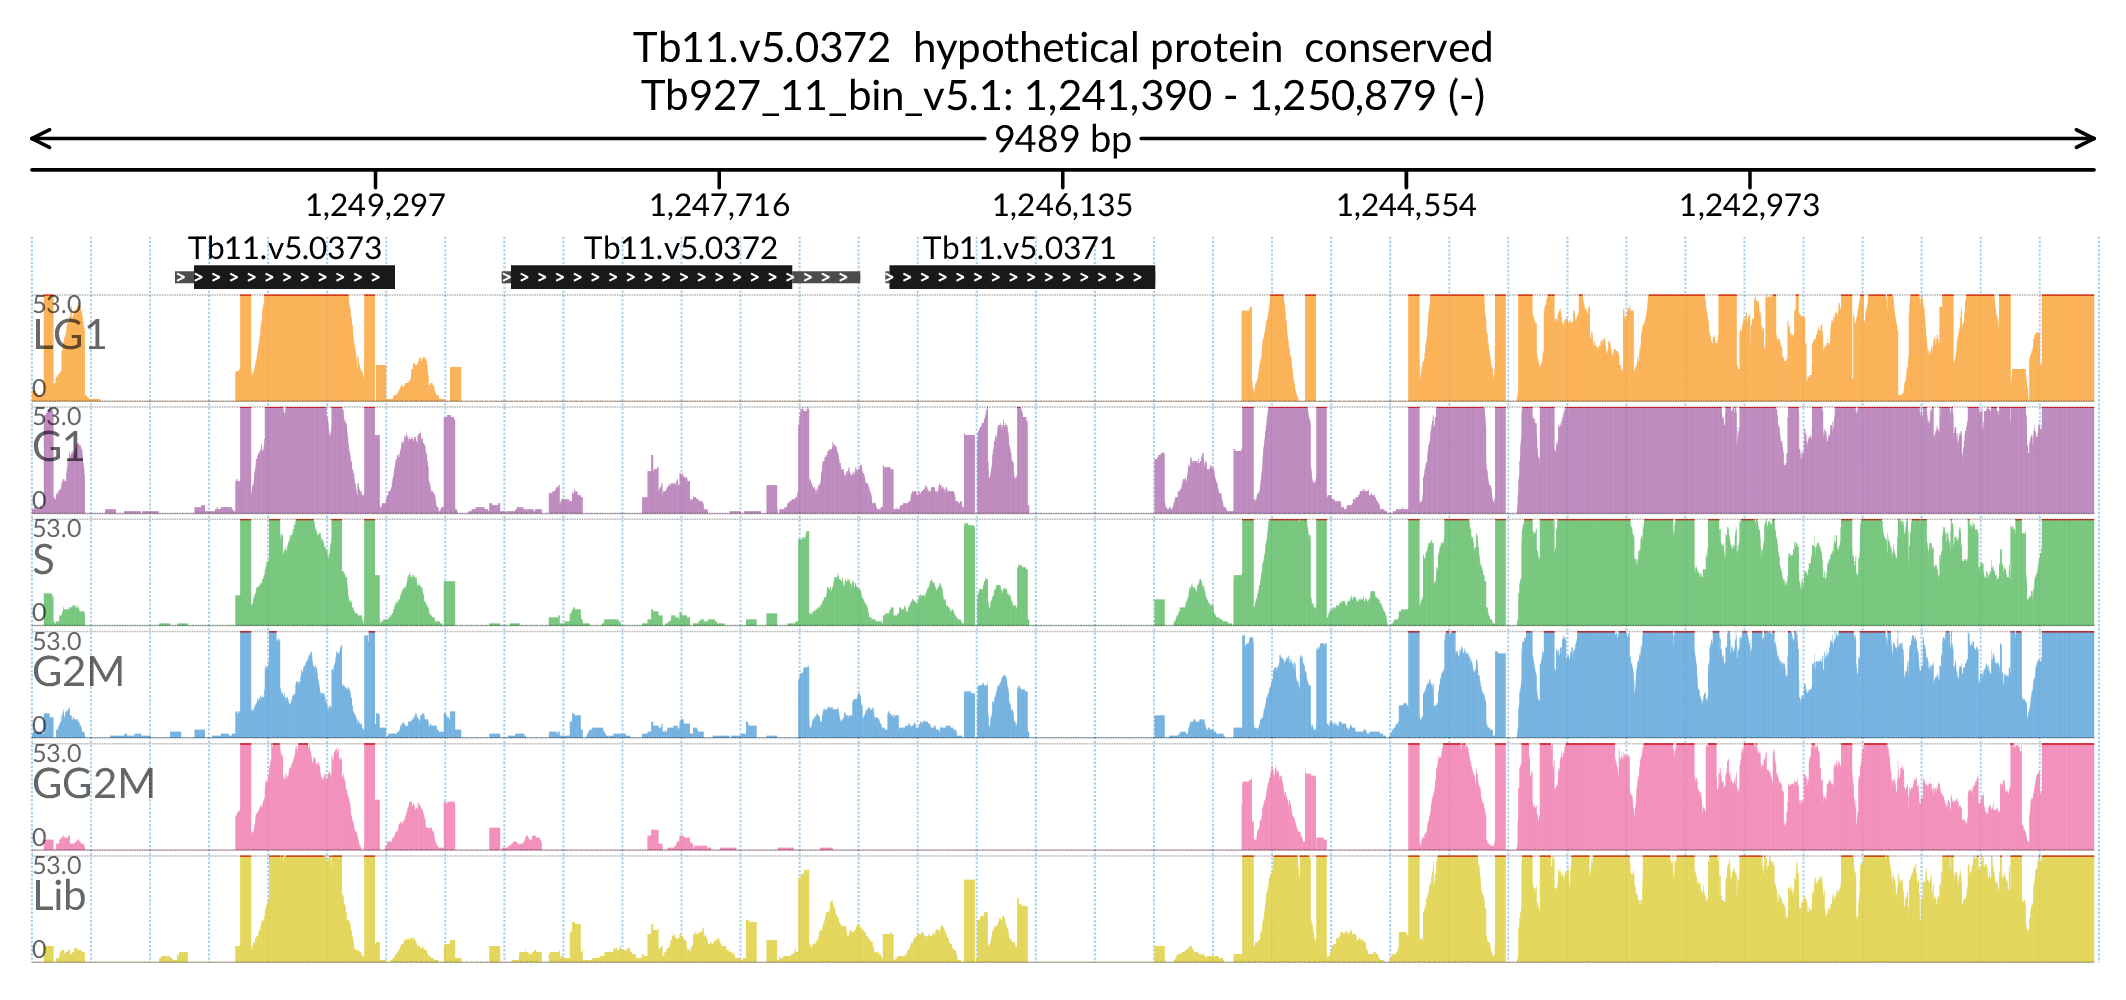 Tb11.v5.0372 hypothetical protein conserved
Tb927_11_bin_v5.1: 1,241,390 - 1,250,879 (-)
9489 bp
1,249,297 1,247,716 1,246,135 1,244,554 1,242,973
Tb11.v5.0373 Tb11.v5.0372 Tb11.v5.0371
53.0
LG1
0
53.0
G1
0
53.0
S
0
53.0
G2M
0
53.0
GG2M
0
53.0
Lib
0